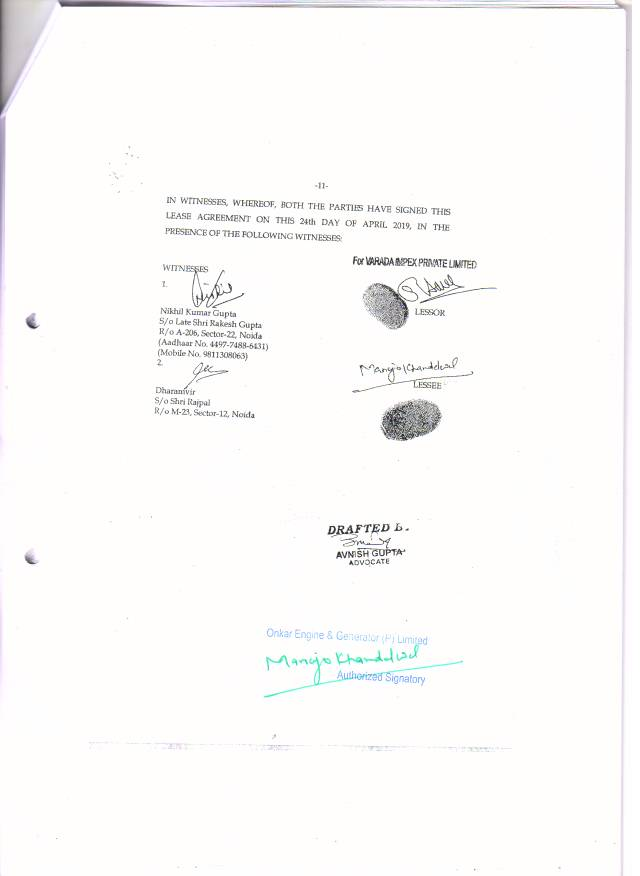 -11-
IN WITNESSES, WHEREOF, BOTH THE PARTIES HAVE SIGNED THIS
LEASE AGREEMENT ON THIS 24th DAY OF APRIL 2019, IN THE
PRESENCE OF THE FOLLOWING WITNESSES:
WITNESSES
1.
Nikhil Kumar Gupta
S/o Late Shri Rakesh Gupta
R/o A-206, Sector-22, Noida
(Aadhaar No. 4497-7488-6431)
(Mobile No. 9811308063)
2.
Dharamvir
S/o Shri Rajpal
R/o M-23, Sector-12, Noida
For VARADA IMPEX PRIVATE LIMITED
LESSOR
Manoj Khandelwal
LESSEE
DRAFTED B.
AVNISH GUPTA
ADVOCATE
Onkar Engine & Generator (P) Limited
Manoj Khandelwal
Authorized Signatory